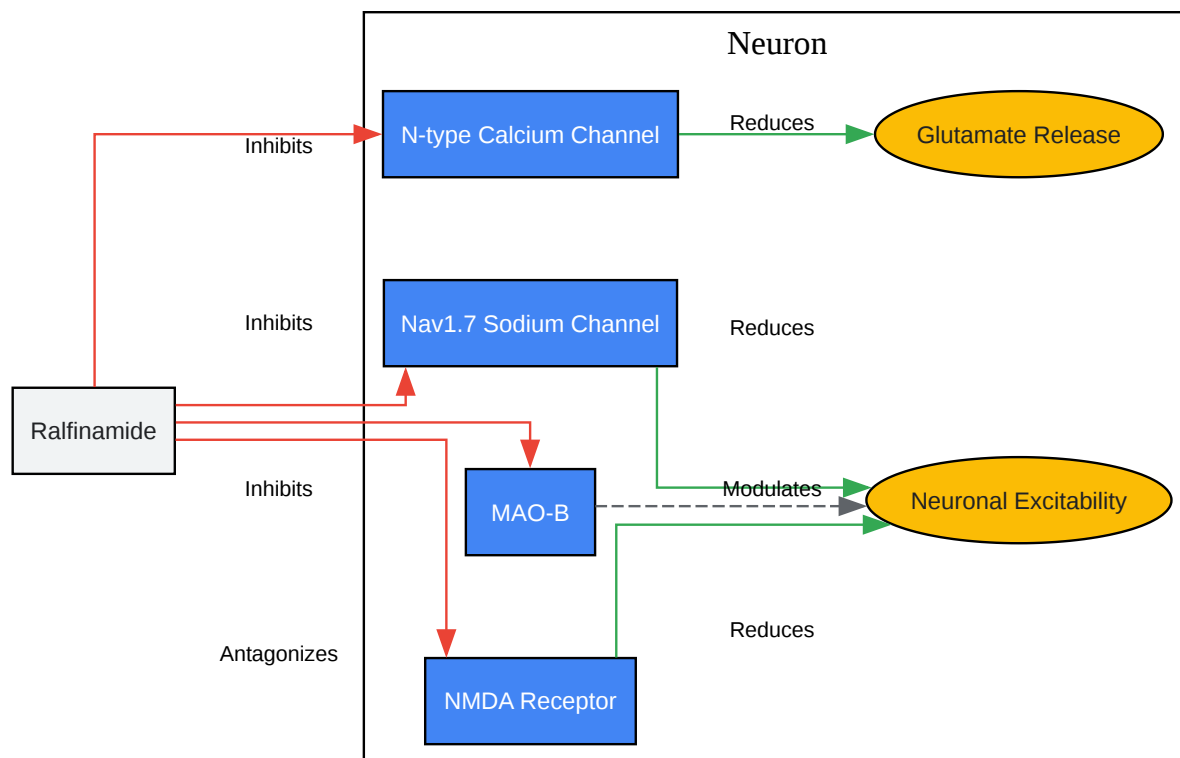 Neuron
Inhibits
N-type Calcium Channel
Reduces
Glutamate Release
Inhibits
Nav1.7 Sodium Channel
Reduces
Ralfinamide
Inhibits
MAO-B
Modulates
Neuronal Excitability
Antagonizes
NMDA Receptor
Reduces